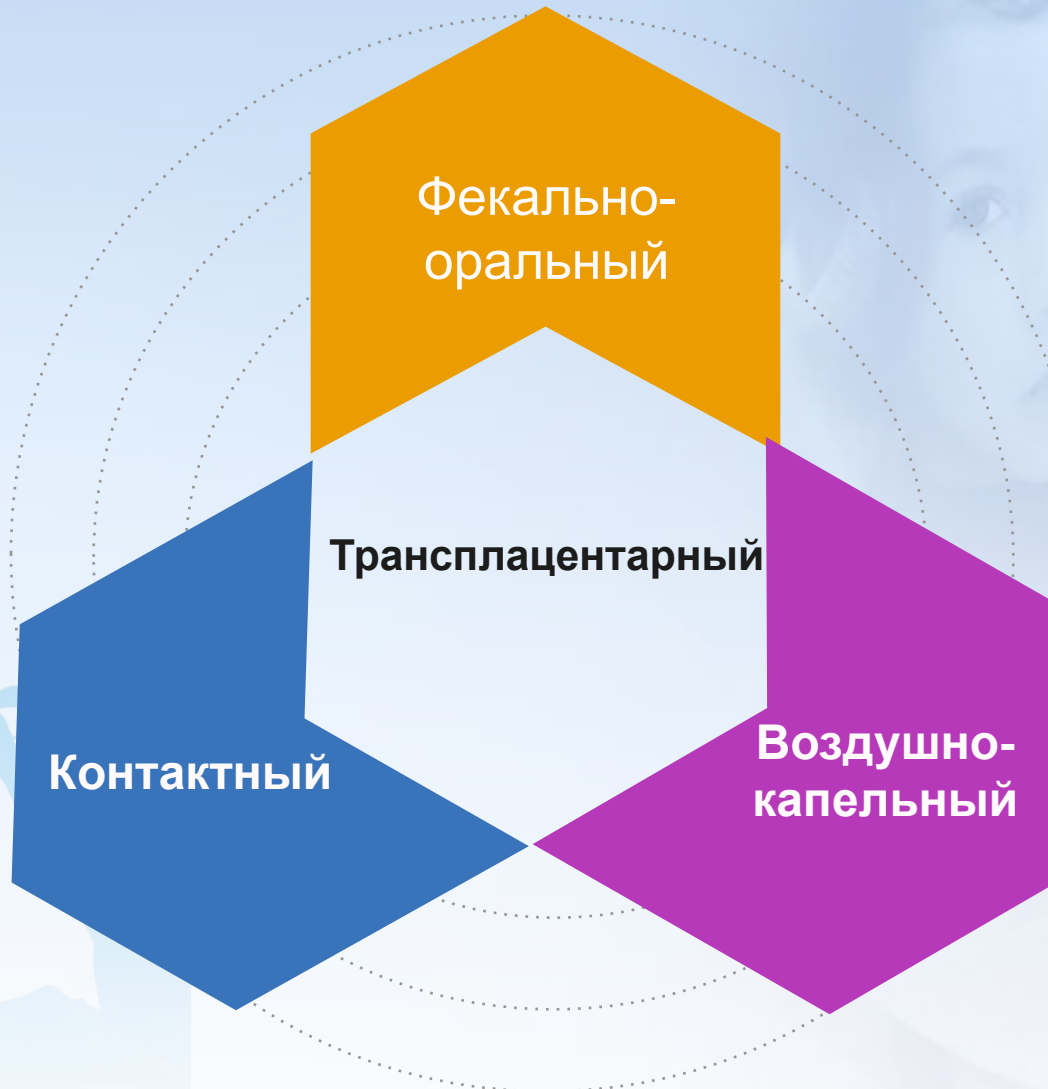 Фекально-
оральный
Трансплацентарный
Контактный
Воздушно-
капельный